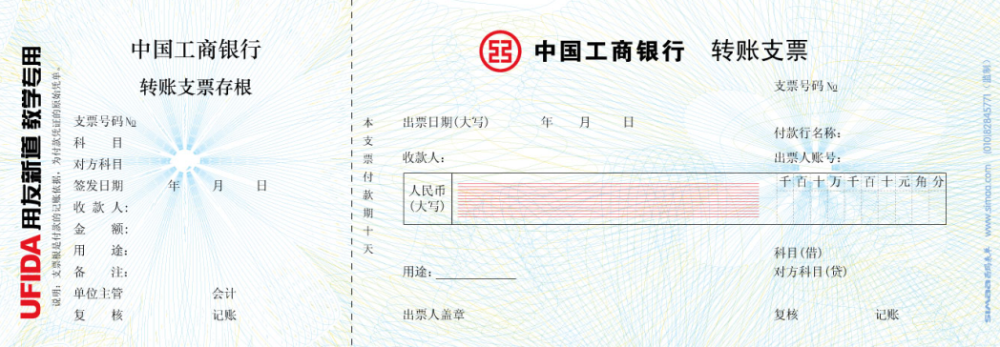 UFIDA 用友新道 教学专用
说明：支票根是付款的记账依据，为付款凭证的原始凭单。
中国工商银行
转账支票存根
支票号码№
科 目
对方科目
签发日期 年 月 日
收 款 人：
金 额：
用 途：
备 注：
单位主管 会计
复 核 记账
本支票付款期十天
中国工商银行 转账支票
支票号码 №
出票日期(大写) 年 月 日
付款行名称：
收款人：
出票人账号：
人民币
(大写)
千 百 十 万 千 百 十 元 角 分
科目(借)
用途：
对方科目(贷)
出票人盖章
复核 记账
www.simaa.com (010)82845771 (监制)